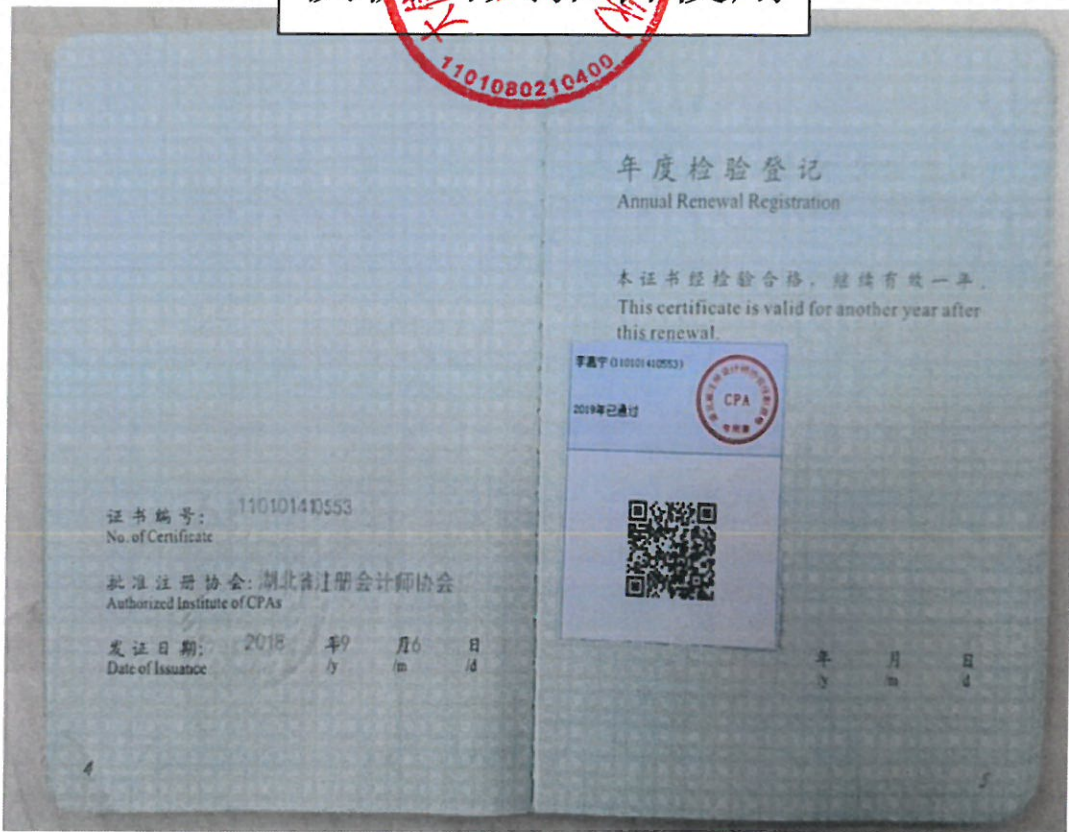 1101080210400
年度检验登记
Annual Renewal Registration
本证书经检验合格，继续有效一年。
This certificate is valid for another year after
this renewal.
李嘉宁(110101410553)
2019年已通过
CPA
专用章
证书编号: 110101410553
No. of Certificate
批准注册协会: 湖北省注册会计师协会
Authorized Institute of CPAs
发证日期: 2018 年9 月6 日
Date of Issuance /y /m /d
年 月 日
/y /m /d
4
5